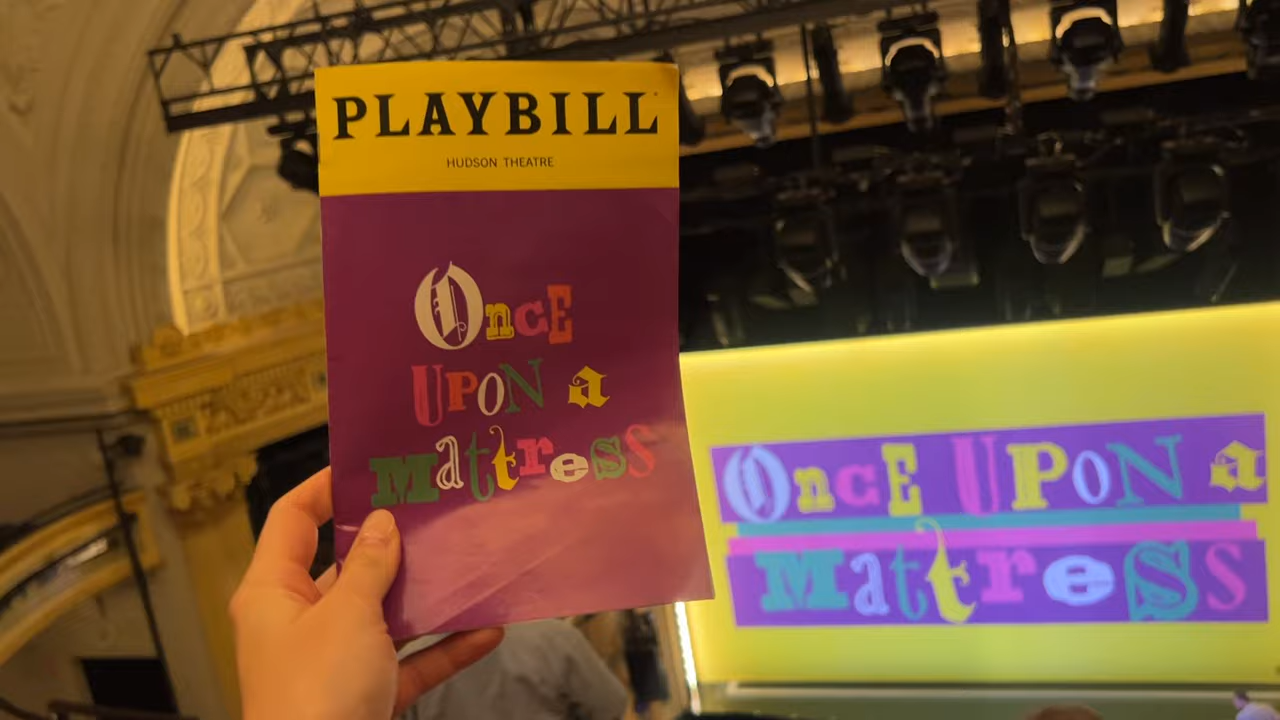 PLAYBILL
HUDSON THEATRE
OncE
UPON a
mattress
OncE UPON a
mattress